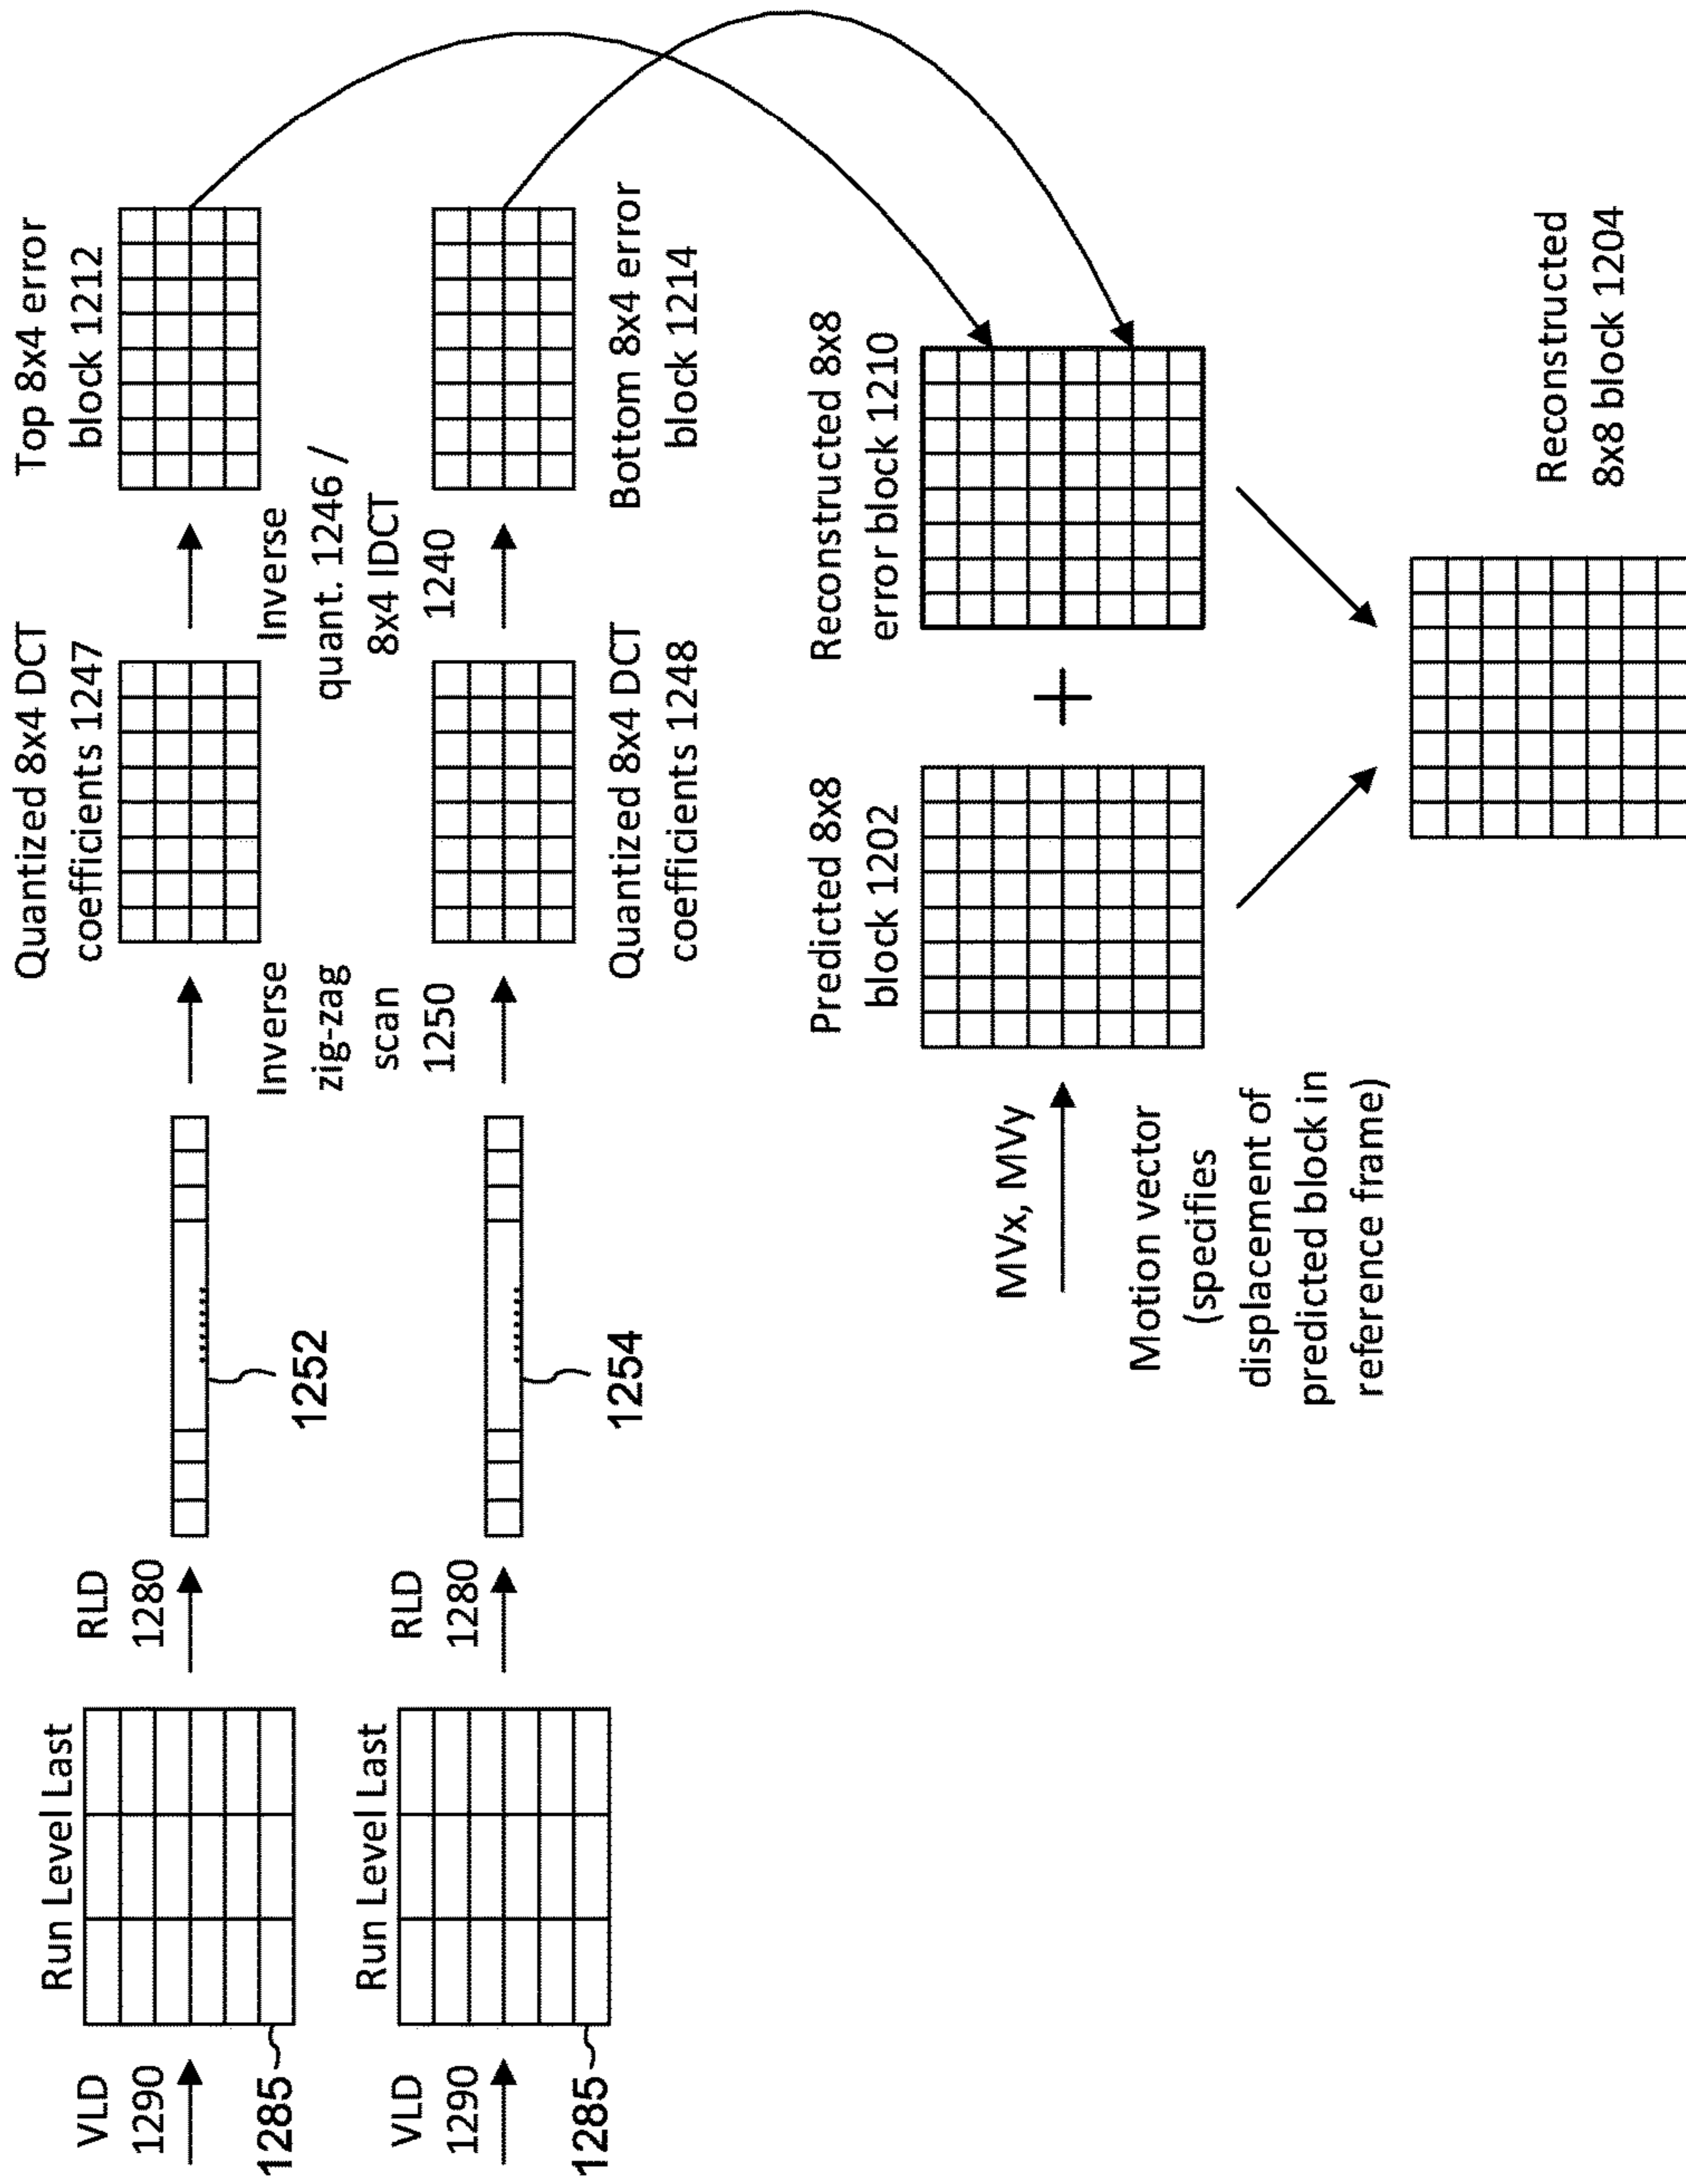 VLD
1290
Run Level Last
1285
RLD
1280
1252
Inverse
zig-zag
scan
1250
Quantized 8x4 DCT
coefficients 1247
Inverse
quant. 1246 /
8x4 IDCT
1240
Top 8x4 error
block 1212
VLD
1290
Run Level Last
1285
RLD
1280
1254
Quantized 8x4 DCT
coefficients 1248
Bottom 8x4 error
block 1214
MVx, MVy
Motion vector
(specifies
displacement of
predicted block in
reference frame)
Predicted 8x8
block 1202
+
Reconstructed 8x8
error block 1210
Reconstructed
8x8 block 1204